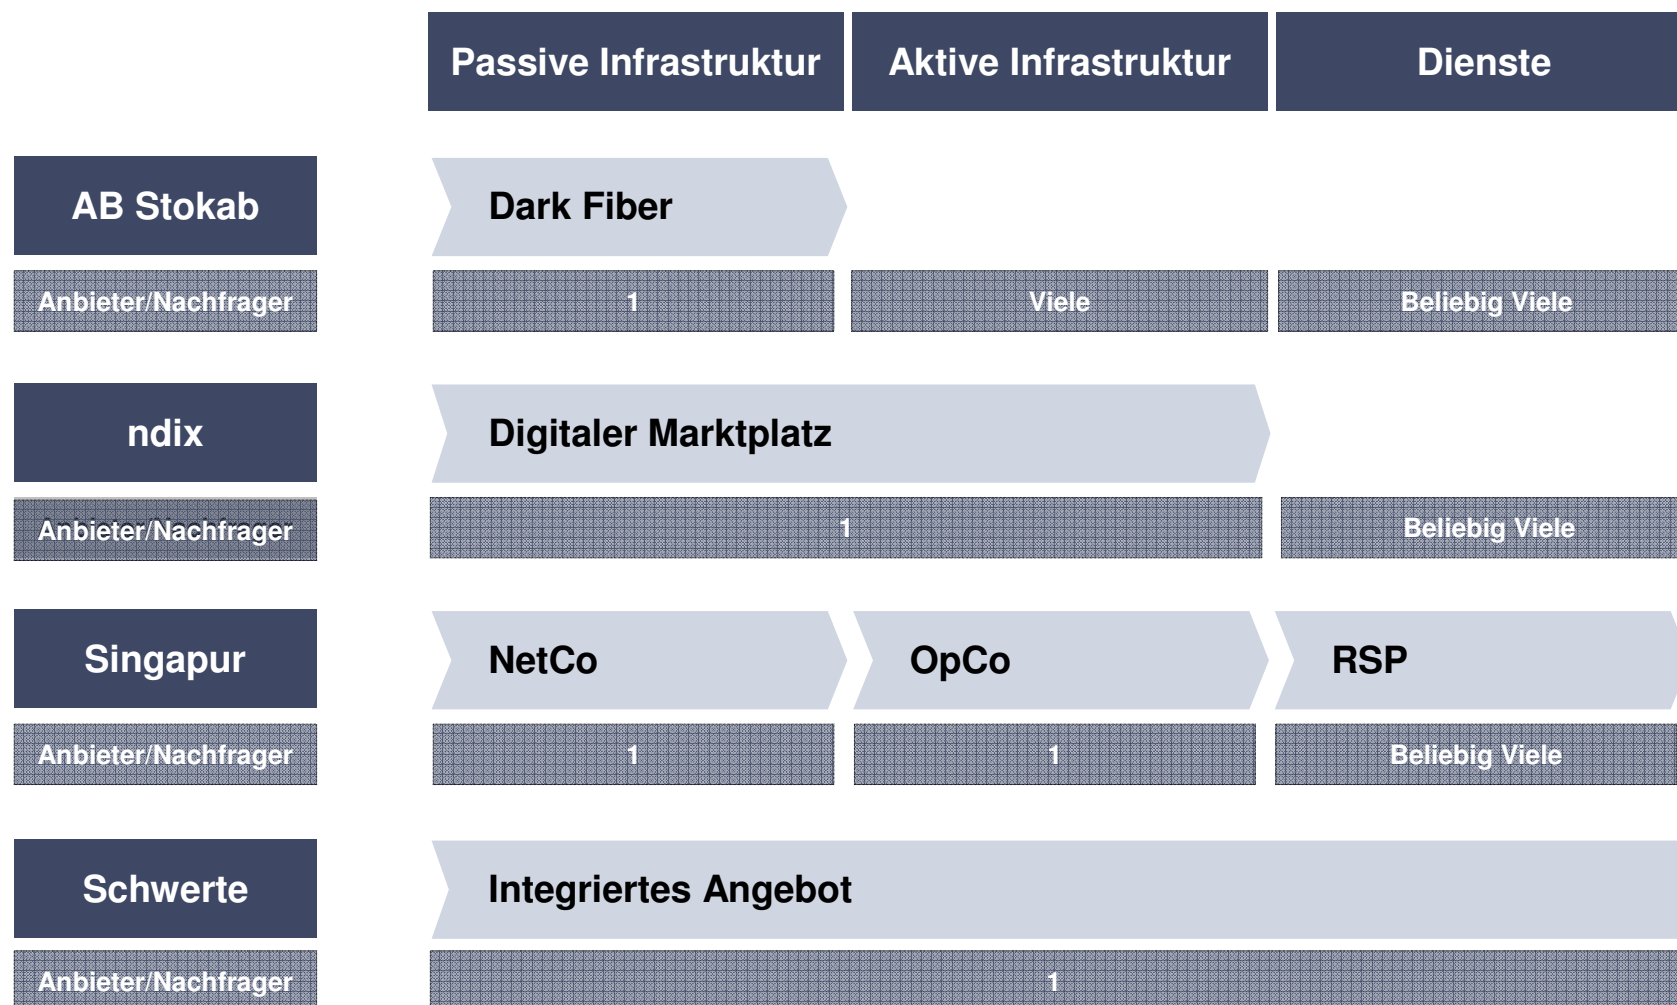 Passive Infrastruktur Aktive Infrastruktur Dienste
AB Stokab Dark Fiber
Anbieter/Nachfrager 1 Viele Beliebig Viele
ndix Digitaler Marktplatz
Anbieter/Nachfrager 1 Beliebig Viele
Singapur NetCo OpCo RSP
Anbieter/Nachfrager 1 1 Beliebig Viele
Schwerte Integriertes Angebot
Anbieter/Nachfrager 1